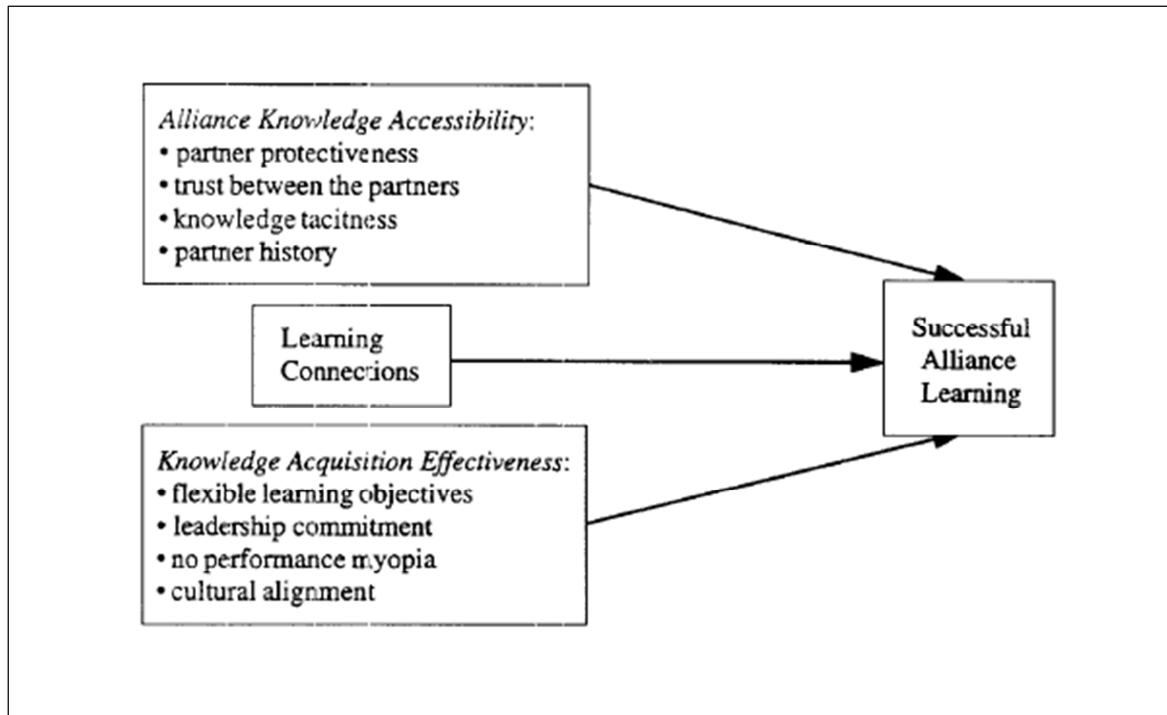 Alliance Knowledge Accessibility:
• partner protectiveness
• trust between the partners
• knowledge tacitness
• partner history
Learning
Connections
Successful
Alliance
Learning
Knowledge Acquisition Effectiveness:
• flexible learning objectives
• leadership commitment
• no performance myopia
• cultural alignment